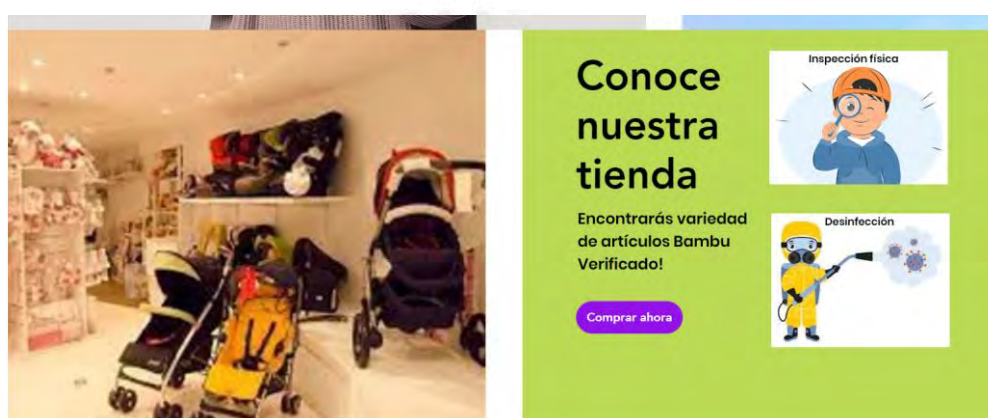 Conoce
nuestra
tienda
Encontrarás variedad
de artículos Bambu
Verificado!
Comprar ahora
Inspección física
Desinfección